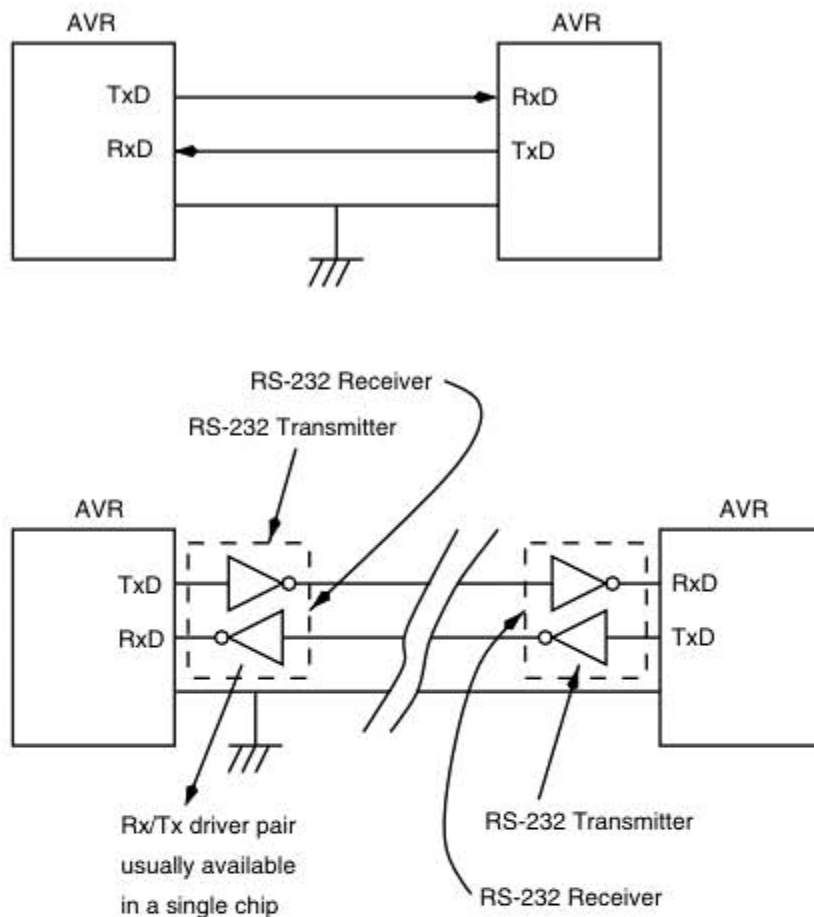 AVR
AVR
TxD
RxD
RxD
TxD
RS-232 Receiver
RS-232 Transmitter
AVR
AVR
TxD
RxD
RxD
TxD
Rx/Tx driver pair
usually available
in a single chip
RS-232 Transmitter
RS-232 Receiver